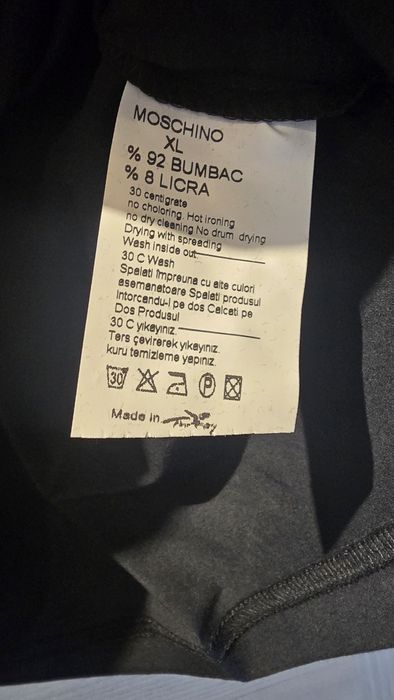 MOSCHINO
XL
% 92 BUMBAC
% 8 LICRA
30 centigrate
no choloring. Hot ironing
no dry cleaning No drum drying
Drying with spreading
Wash inside out.
30 C Wash
Spalati Împreuna cu alte culori
asemanatoare Spalati produsul
Intorcandu-l pe dos Calcati pe
Dos Produsul
30 C yıkayınız.
Ters çevirerek yıkayınız.
kuru temizleme yapınız.
30 P
Made in